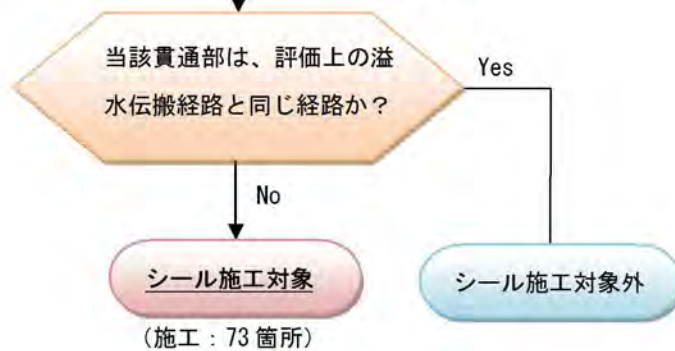 当該貫通部は、評価上の溢
水伝搬経路と同じ経路か？
Yes
No
シール施工対象
シール施工対象外
（施工：73 箇所）